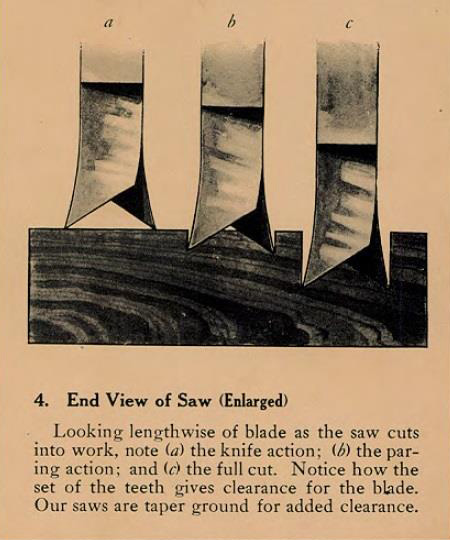 a b c
4. End View of Saw (Enlarged)
Looking lengthwise of blade as the saw cuts
into work, note (a) the knife action; (b) the par-
ing action; and (c) the full cut. Notice how the
set of the teeth gives clearance for the blade.
Our saws are taper ground for added clearance.